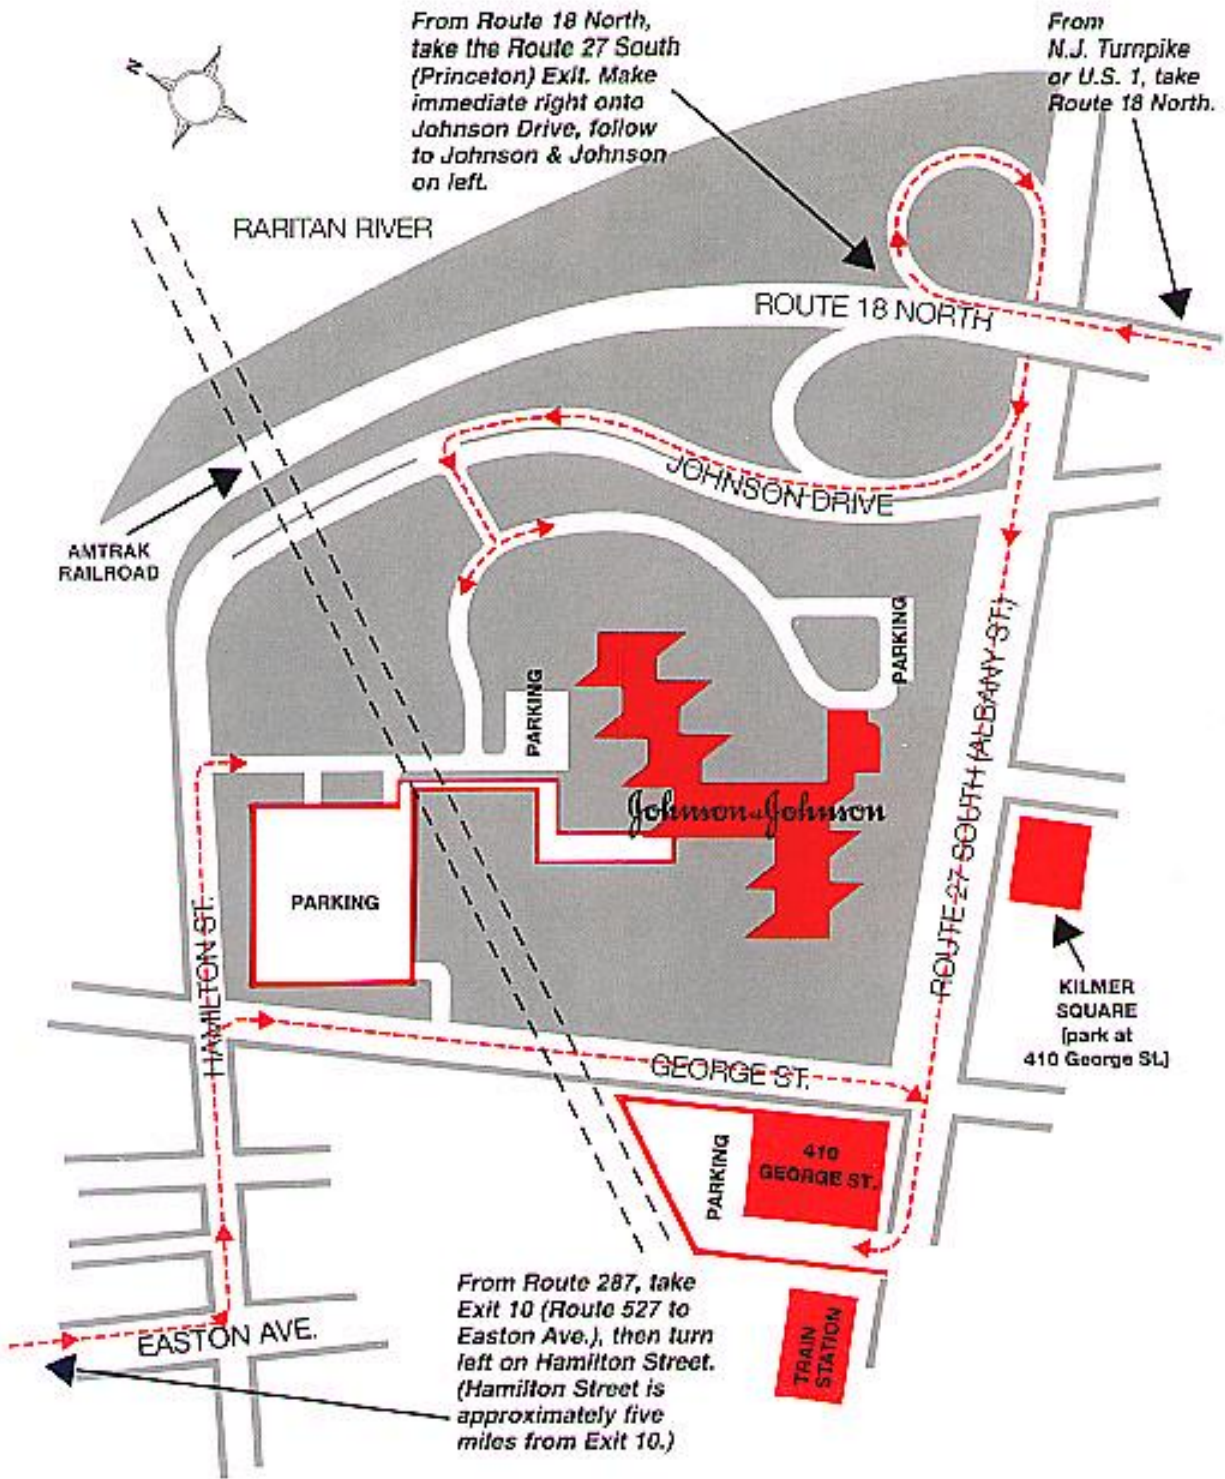 From Route 18 North,
take the Route 27 South
(Princeton) Exit. Make
immediate right onto
Johnson Drive, follow
to Johnson & Johnson
on left.
From
N.J. Turnpike
or U.S. 1, take
Route 18 North.
N
RARITAN RIVER
ROUTE 18 NORTH
JOHNSON DRIVE
AMTRAK
RAILROAD
PARKING
PARKING
ROUTE 27 SOUTH (ALBANY ST.)
Johnson & Johnson
PARKING
HAMILTON ST.
KILMER
SQUARE
[park at
410 George St.]
GEORGE ST.
PARKING
410
GEORGE ST.
From Route 287, take
Exit 10 (Route 527 to
Easton Ave.), then turn
left on Hamilton Street.
(Hamilton Street is
approximately five
miles from Exit 10.)
EASTON AVE.
TRAIN
STATION